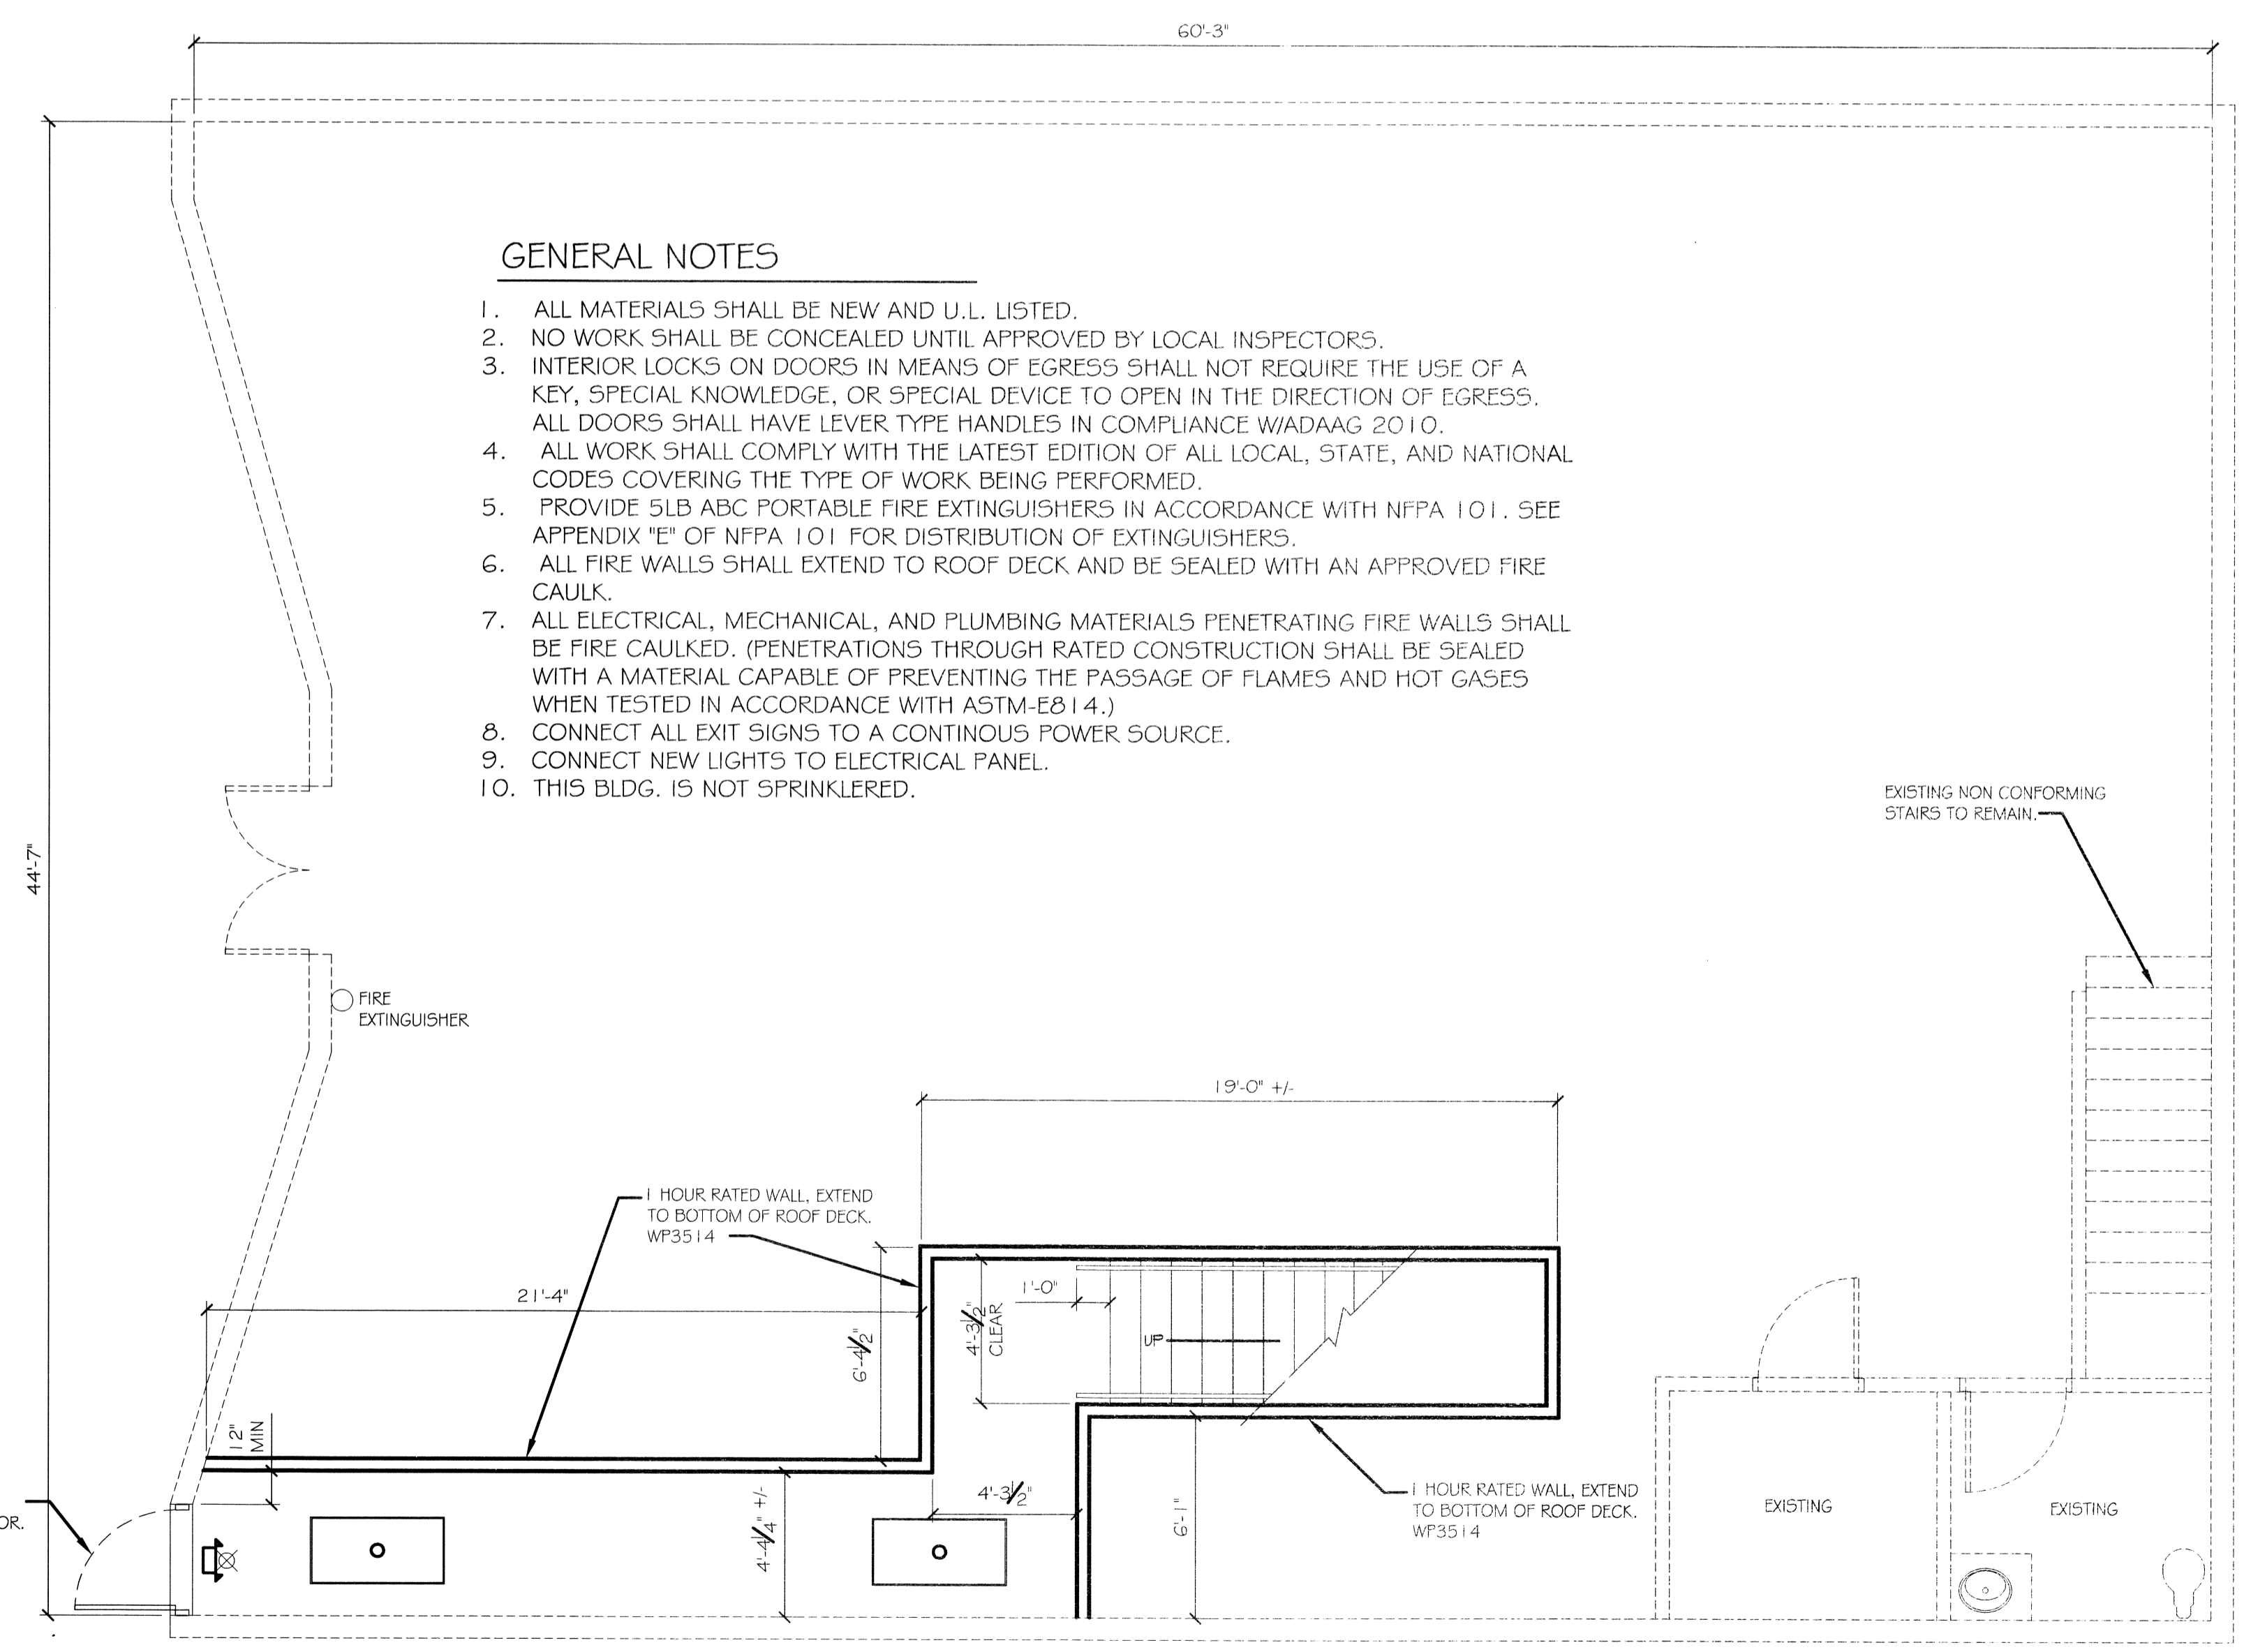 60'-3"
GENERAL NOTES
1. ALL MATERIALS SHALL BE NEW AND U.L. LISTED.
2. NO WORK SHALL BE CONCEALED UNTIL APPROVED BY LOCAL INSPECTORS.
3. INTERIOR LOCKS ON DOORS IN MEANS OF EGRESS SHALL NOT REQUIRE THE USE OF A
KEY, SPECIAL KNOWLEDGE, OR SPECIAL DEVICE TO OPEN IN THE DIRECTION OF EGRESS.
ALL DOORS SHALL HAVE LEVER TYPE HANDLES IN COMPLIANCE W/ADAAG 2010.
4. ALL WORK SHALL COMPLY WITH THE LATEST EDITION OF ALL LOCAL, STATE, AND NATIONAL
CODES COVERING THE TYPE OF WORK BEING PERFORMED.
5. PROVIDE 5LB ABC PORTABLE FIRE EXTINGUISHERS IN ACCORDANCE WITH NFPA 101. SEE
APPENDIX "E" OF NFPA 101 FOR DISTRIBUTION OF EXTINGUISHERS.
6. ALL FIRE WALLS SHALL EXTEND TO ROOF DECK AND BE SEALED WITH AN APPROVED FIRE
CAULK.
7. ALL ELECTRICAL, MECHANICAL, AND PLUMBING MATERIALS PENETRATING FIRE WALLS SHALL
BE FIRE CAULKED. (PENETRATIONS THROUGH RATED CONSTRUCTION SHALL BE SEALED
WITH A MATERIAL CAPABLE OF PREVENTING THE PASSAGE OF FLAMES AND HOT GASES
WHEN TESTED IN ACCORDANCE WITH ASTM-E814.)
8. CONNECT ALL EXIT SIGNS TO A CONTINOUS POWER SOURCE.
9. CONNECT NEW LIGHTS TO ELECTRICAL PANEL.
10. THIS BLDG. IS NOT SPRINKLERED.
EXISTING NON CONFORMING
STAIRS TO REMAIN.
44'-7"
FIRE
EXTINGUISHER
19'-0" +/-
1 HOUR RATED WALL, EXTEND
TO BOTTOM OF ROOF DECK.
WP3514
21'-4"
1'-0"
6'-4 1/2"
4'-3 1/2"
CLEAR
UP
12"
MIN
4'-3 1/2"
4'-4 1/4" +/-
6'-1"
1 HOUR RATED WALL, EXTEND
TO BOTTOM OF ROOF DECK.
WP3514
EXISTING
EXISTING
OR.